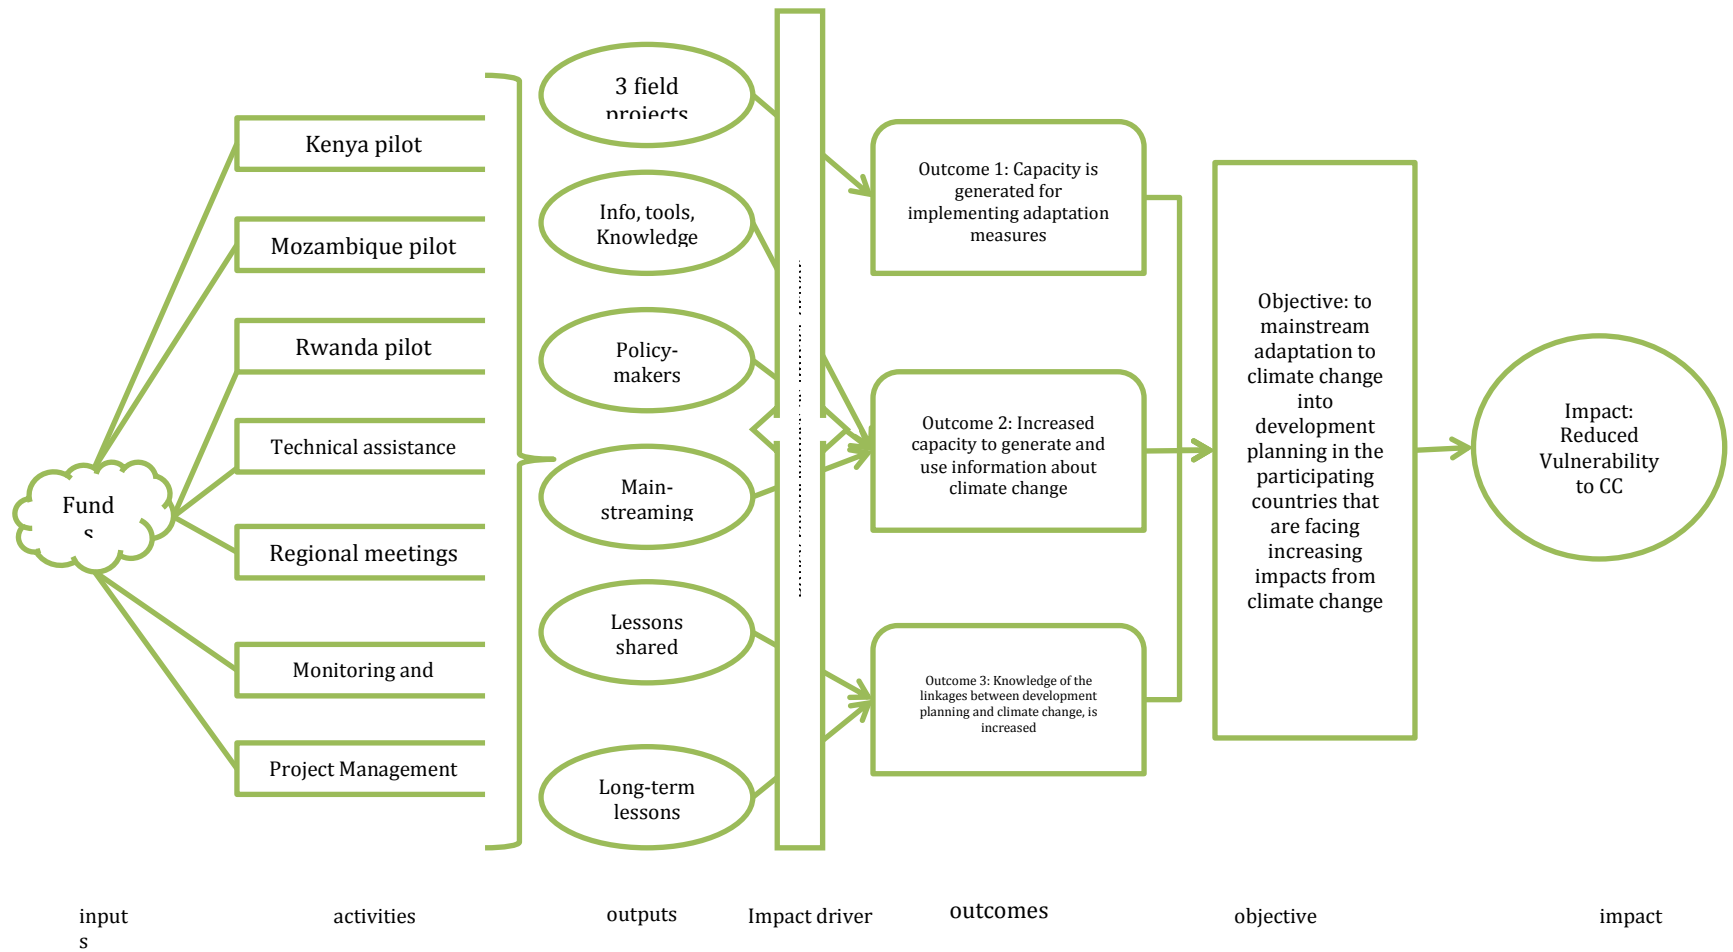 Fund
s
Kenya pilot
Mozambique pilot
Rwanda pilot
Technical assistance
Regional meetings
Monitoring and
Project Management
3 field
projects
Info, tools,
Knowledge
Policy-
makers
Main-
streaming
Lessons
shared
Long-term
lessons
Outcome 1: Capacity is
generated for
implementing adaptation
measures
Outcome 2: Increased
capacity to generate and
use information about
climate change
Outcome 3: Knowledge of the
linkages between development
planning and climate change, is
increased
Objective: to
mainstream
adaptation to
climate change
into
development
planning in the
participating
countries that
are facing
increasing
impacts from
climate change
Impact:
Reduced
Vulnerability
to CC
input
s
activities
outputs
Impact driver
outcomes
objective
impact